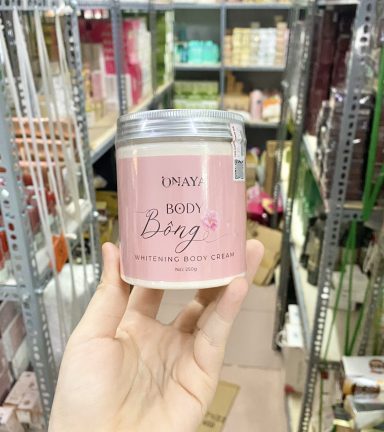 ONAYA
BODY
Bông
WHITENING BODY CREAM
Net 250g